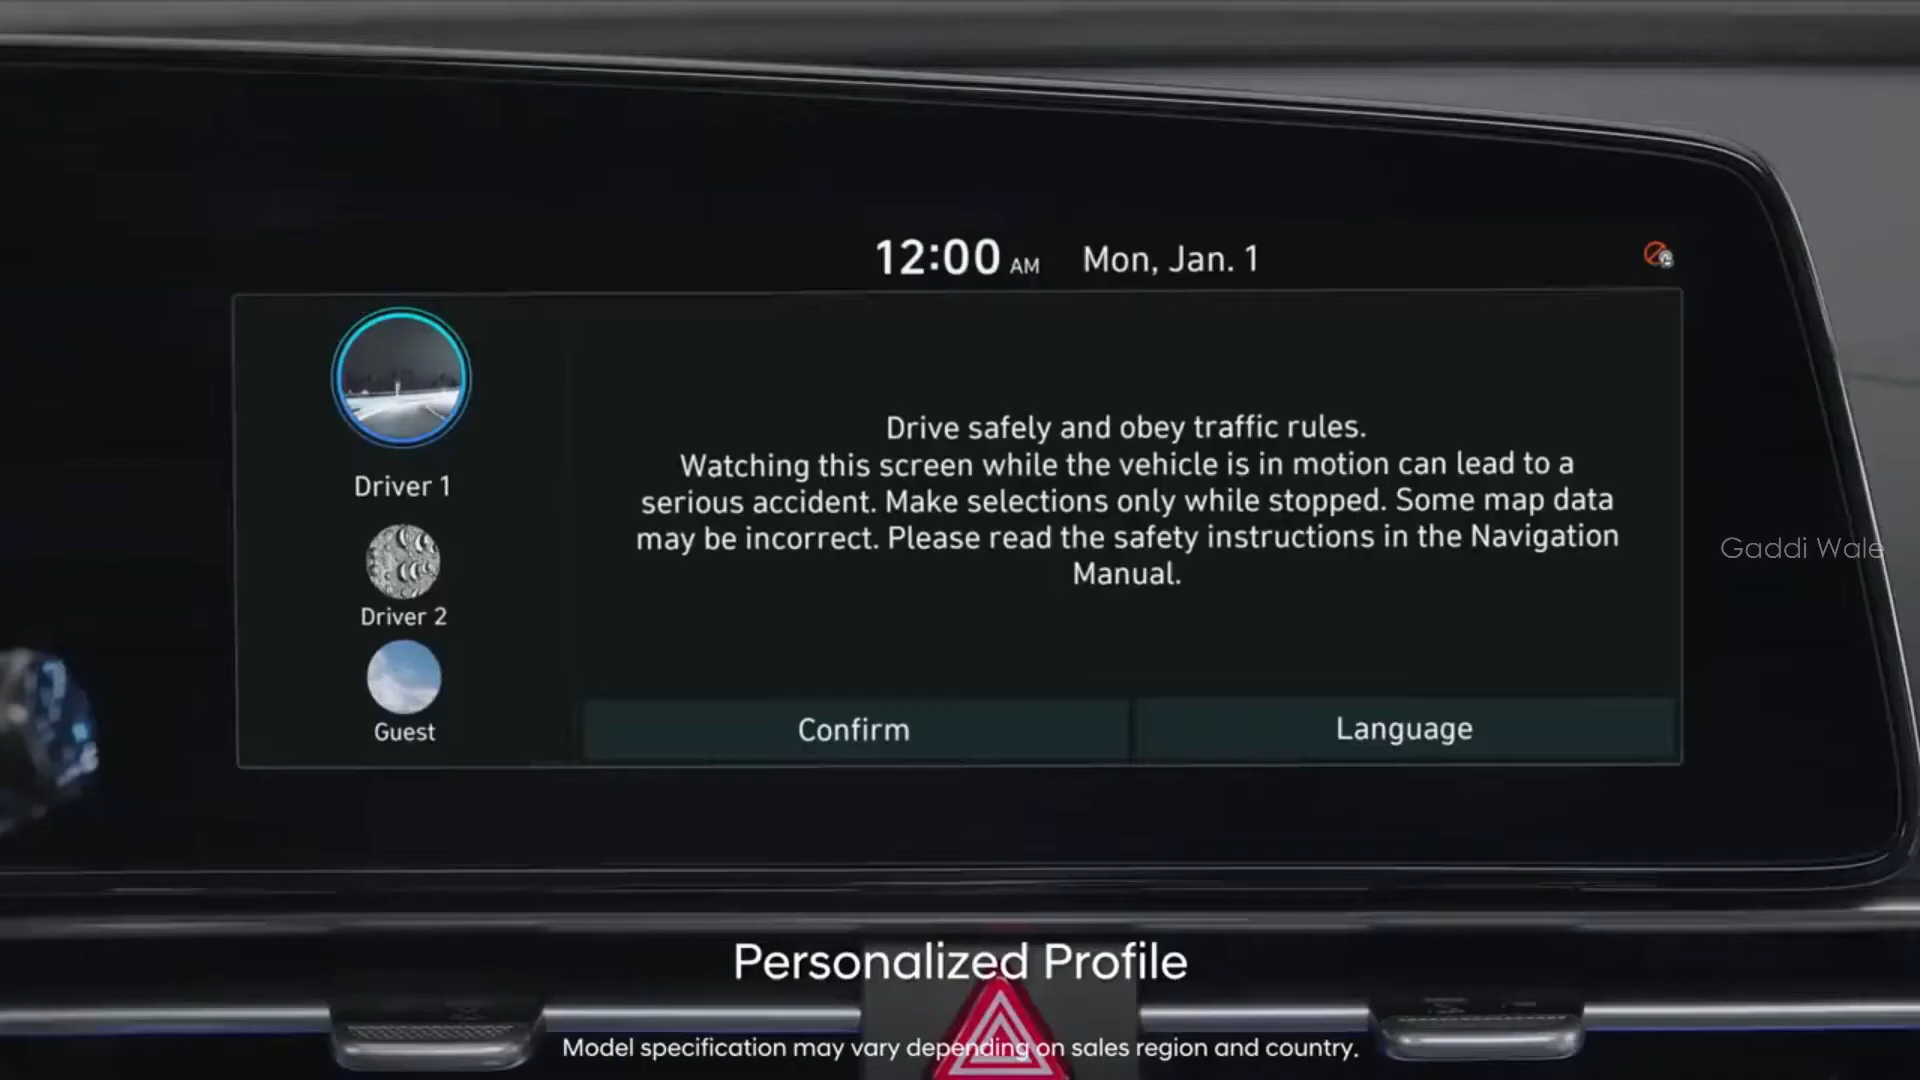 12:00 AM Mon, Jan. 1
Driver 1
Driver 2
Guest
Drive safely and obey traffic rules.
Watching this screen while the vehicle is in motion can lead to a
serious accident. Make selections only while stopped. Some map data
may be incorrect. Please read the safety instructions in the Navigation
Manual.
Confirm
Language
Gaddi Wale
Personalized Profile
Model specification may vary depending on sales region and country.